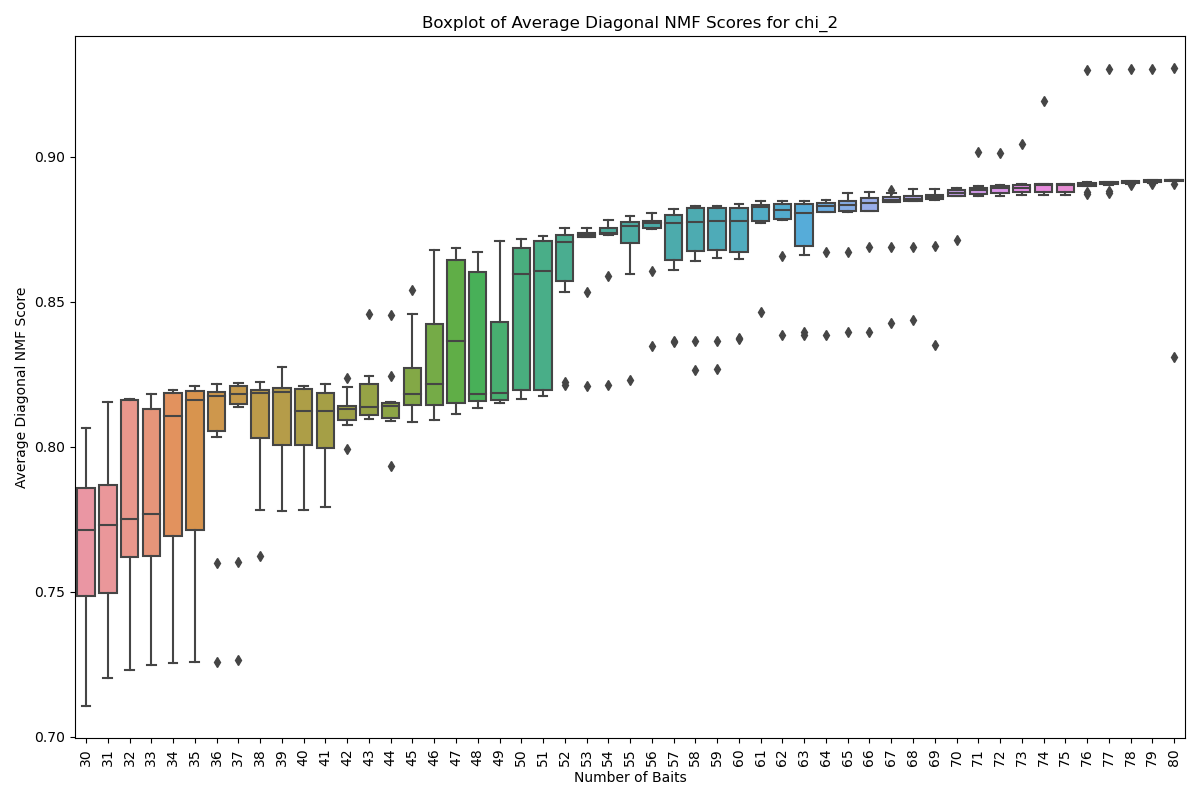 Boxplot of Average Diagonal NMF Scores for chi_2
Average Diagonal NMF Score
0.90
0.85
0.80
0.75
0.70
30 31 32 33 34 35 36 37 38 39 40 41 42 43 44 45 46 47 48 49 50 51 52 53 54 55 56 57 58 59 60 61 62 63 64 65 66 67 68 69 70 71 72 73 74 75 76 77 78 79 80
Number of Baits